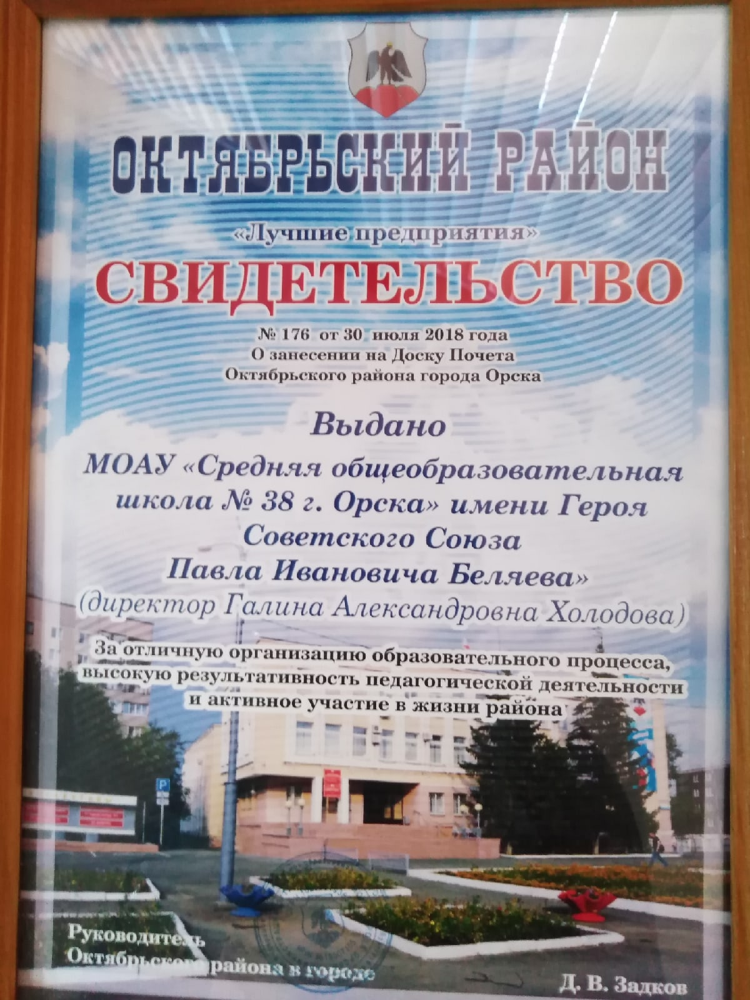 ОКТЯБРЬСКИЙ РАЙОН
«Лучшие предприятия»
СВИДЕТЕЛЬСТВО
№ 176 от 30 июля 2018 года
О занесении на Доску Почета
Октябрьского района города Орска
Выдано
МОАУ «Средняя общеобразовательная
школа № 38 г. Орска» имени Героя
Советского Союза
Павла Ивановича Беляева»
(директор Галина Александровна Холодова)
За отличную организацию образовательного процесса,
высокую результативность педагогической деятельности
и активное участие в жизни района
P
Руководитель
Октябрьского района в городе
Д. В. Задков